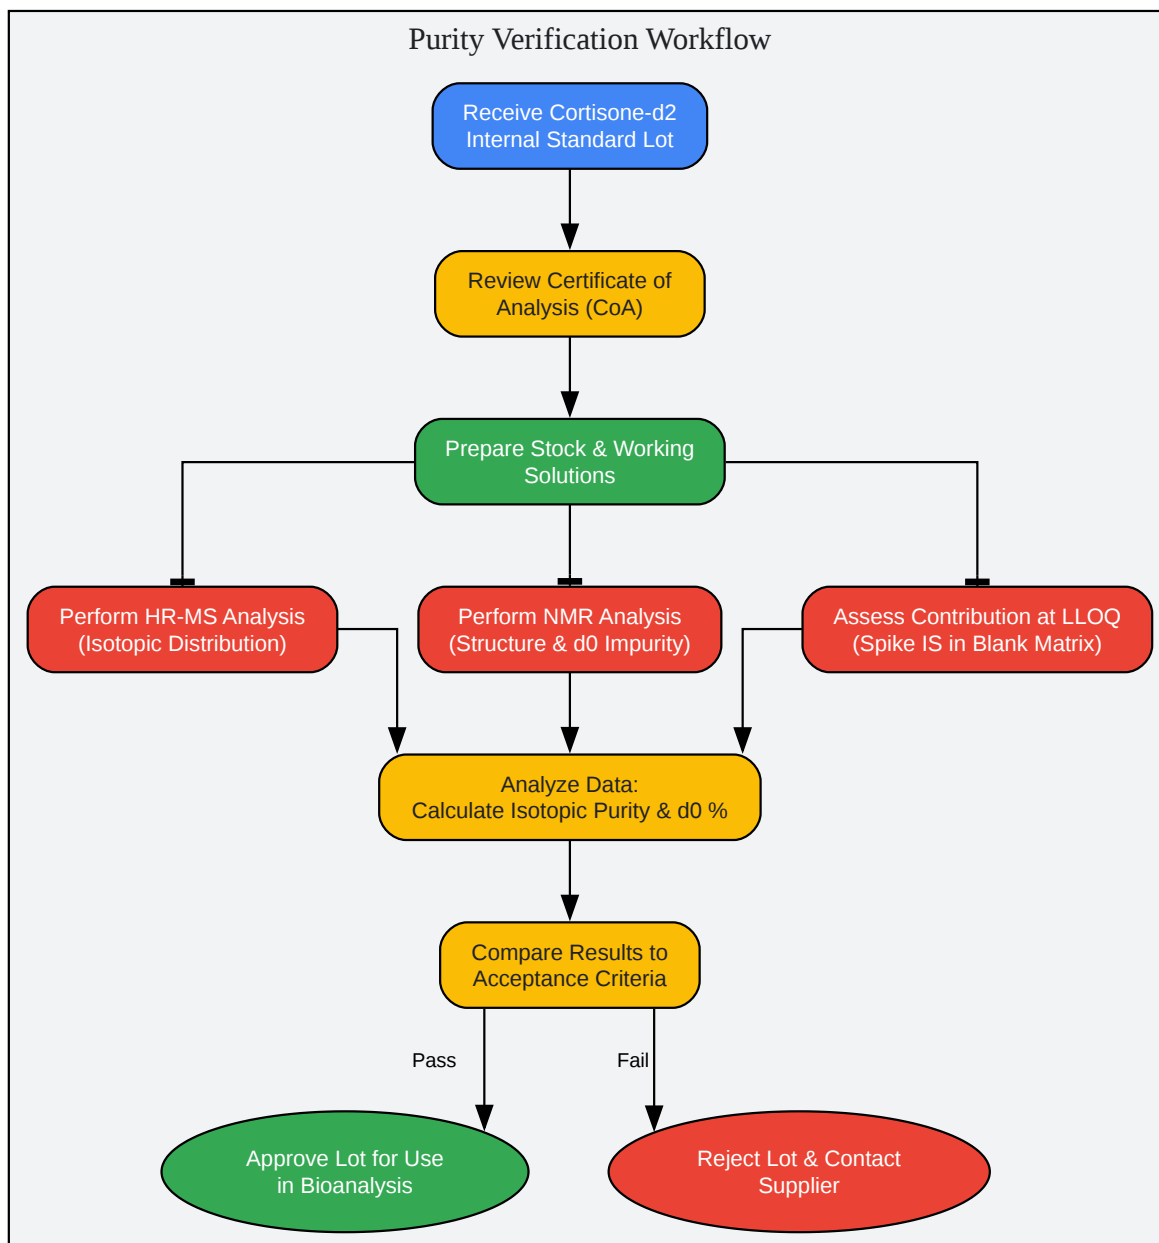 Purity Verification Workflow
Receive Cortisone-d2
Internal Standard Lot
Review Certificate of
Analysis (CoA)
Prepare Stock & Working
Solutions
Perform HR-MS Analysis
(Isotopic Distribution)
Perform NMR Analysis
(Structure & d0 Impurity)
Assess Contribution at LLOQ
(Spike IS in Blank Matrix)
Analyze Data:
Calculate Isotopic Purity & d0 %
Compare Results to
Acceptance Criteria
Pass
Fail
Approve Lot for Use
in Bioanalysis
Reject Lot & Contact
Supplier